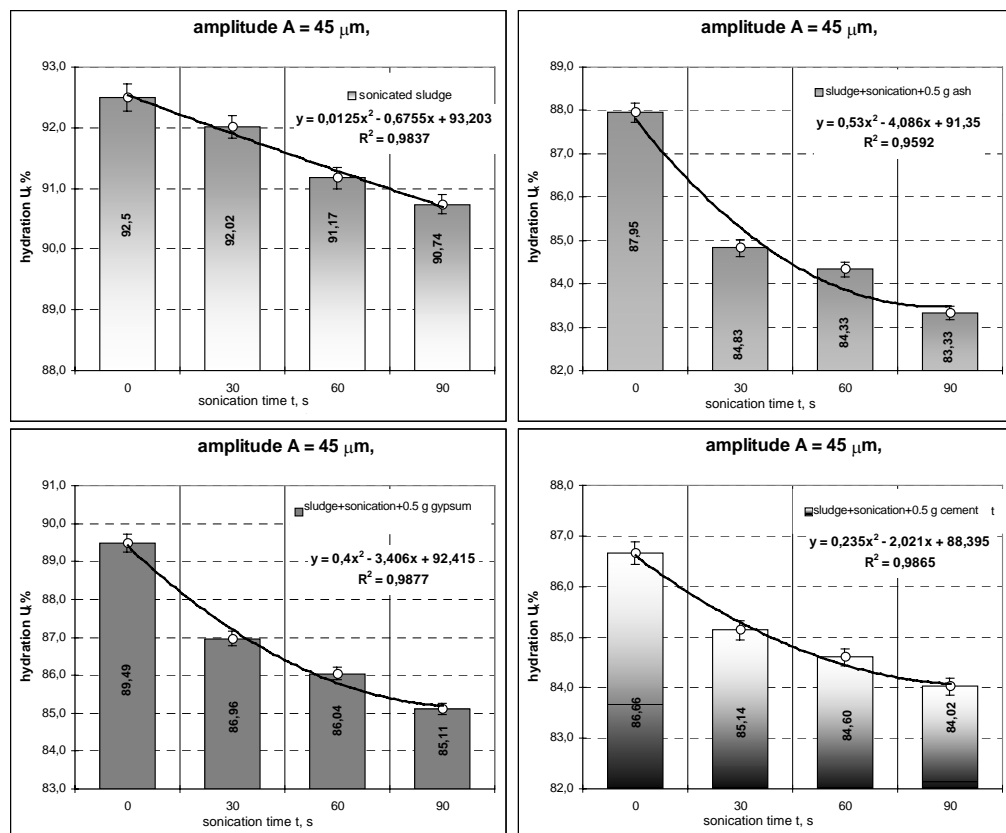 amplitude A = 45 μm,
93,0
92,0
91,0
90,0
89,0
88,0
hydration Uk %
sonicated sludge
y = 0,0125x² - 0,6755x + 93,203
R² = 0,9837
92,5
92,02
91,17
90,74
0 30 60 90
sonication time t, s
amplitude A = 45 μm,
89,0
88,0
87,0
86,0
85,0
84,0
83,0
82,0
hydration Uk %
sludge+sonication+0.5 g ash
y = 0,53x² - 4,086x + 91,35
R² = 0,9592
87,95
84,83
84,33
83,33
0 30 60 90
sonication time t, s
amplitude A = 45 μm,
91,0
90,0
89,0
88,0
87,0
86,0
85,0
84,0
83,0
hydration Uk %
sludge+sonication+0.5 g gypsum
y = 0,4x² - 3,406x + 92,415
R² = 0,9877
89,49
86,96
86,04
85,11
0 30 60 90
sonication time t, s
amplitude A = 45 μm,
88,0
87,0
86,0
85,0
84,0
83,0
82,0
hydration Uk %
sludge+sonication+0.5 g cement t
y = 0,235x² - 2,021x + 88,395
R² = 0,9865
86,66
85,14
84,60
84,02
0 30 60 90
sonication time t, s